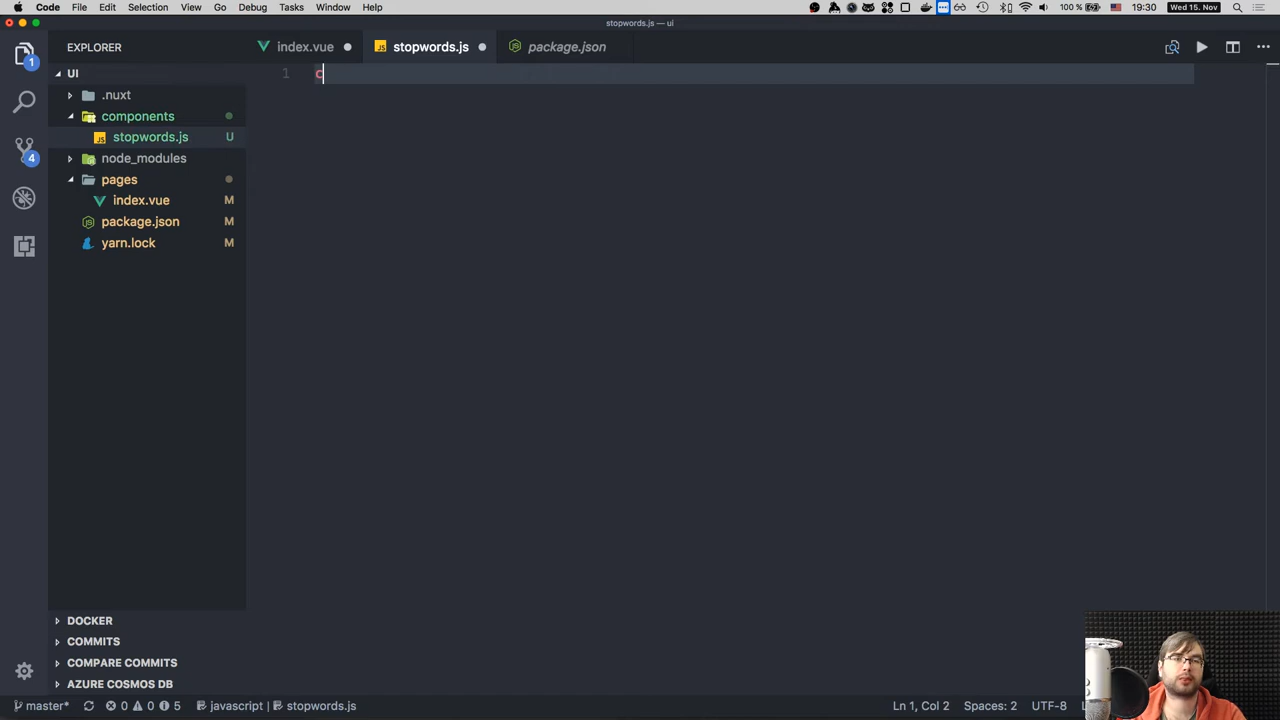 Code File Edit Selection View Go Debug Tasks Window Help 100 % Wed 15. Nov 19:30
stopwords.js — ui
EXPLORER
index.vue
stopwords.js
package.json
UI
1
c
.nuxt
components
stopwords.js U
node_modules
pages
index.vue M
package.json M
yarn.lock M
1
4
DOCKER
COMMITS
COMPARE COMMITS
AZURE COSMOS DB
master* 0 0 5 javascript | stopwords.js Ln 1, Col 2 Spaces: 2 UTF-8